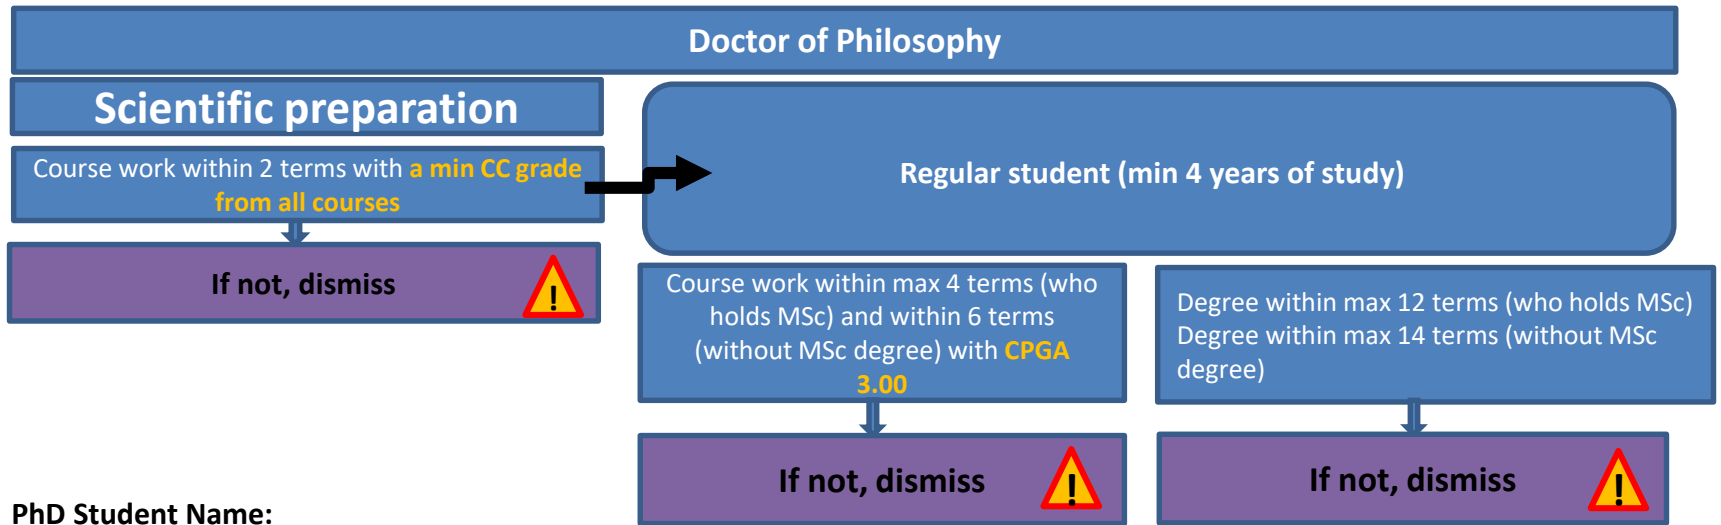 Doctor of Philosophy
Scientific preparation
Course work within 2 terms with a min CC grade
from all courses
If not, dismiss
!
Regular student (min 4 years of study)
Course work within max 4 terms (who
holds MSc) and within 6 terms
(without MSc degree) with CPGA
3.00
If not, dismiss
!
Degree within max 12 terms (who holds MSc)
Degree within max 14 terms (without MSc
degree)
If not, dismiss
!
PhD Student Name: